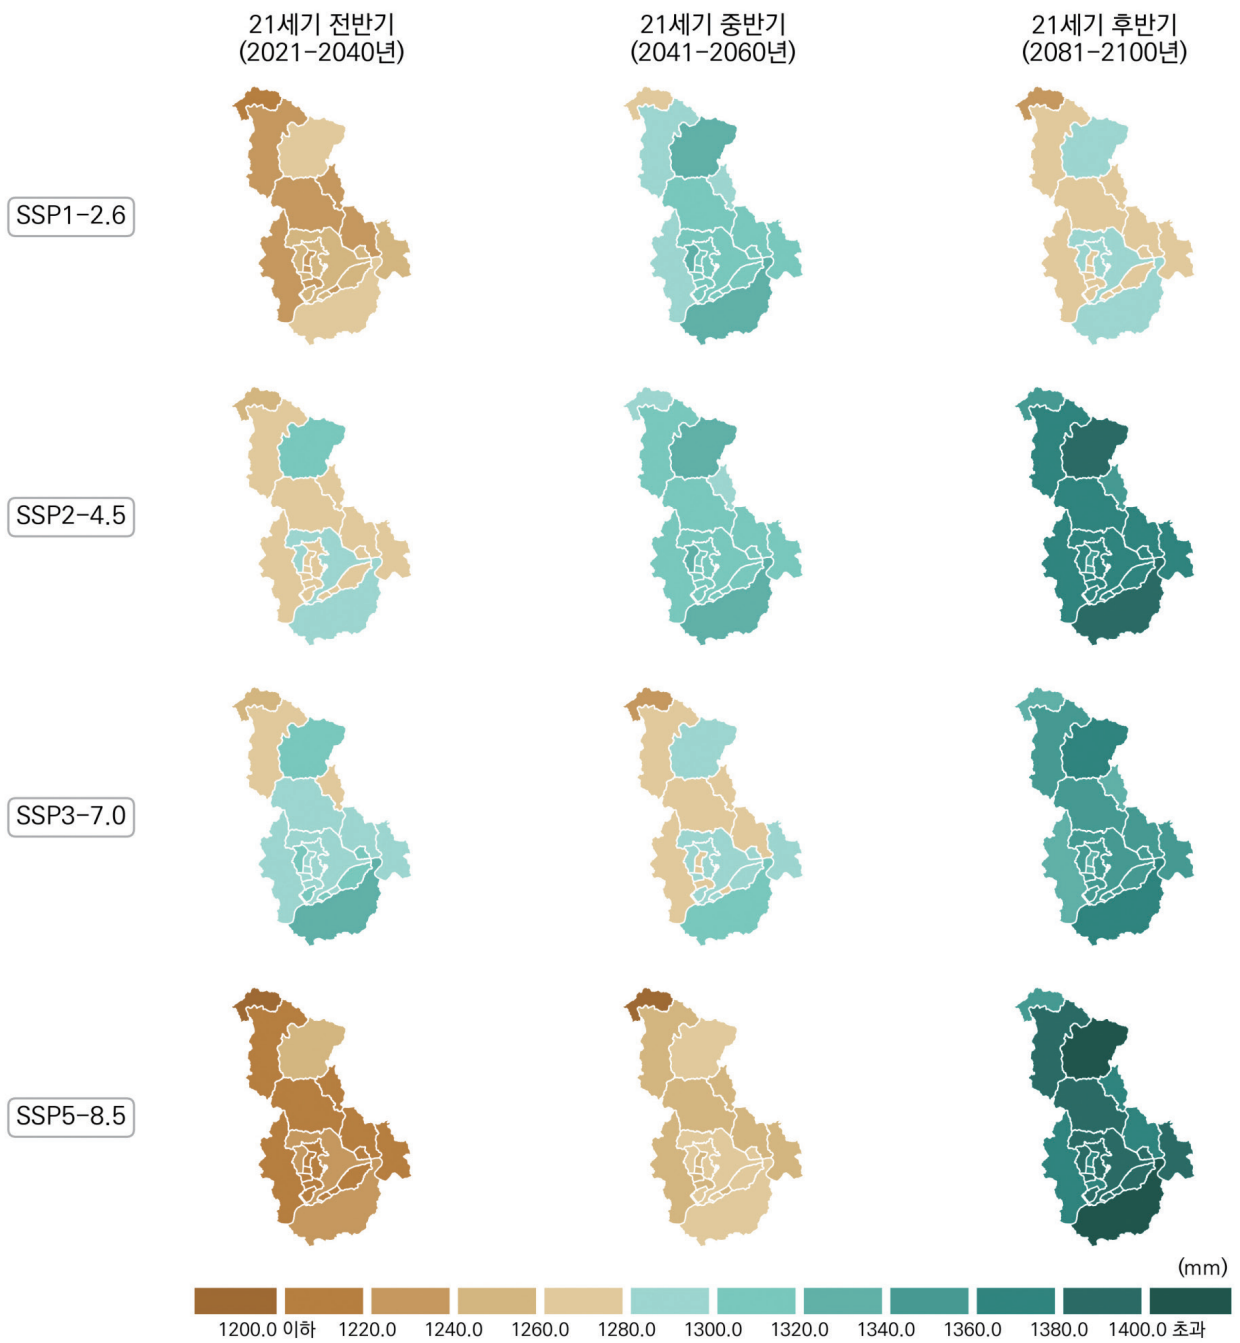 21세기 전반기
(2021-2040년)
21세기 중반기
(2041-2060년)
21세기 후반기
(2081-2100년)
SSP1-2.6
SSP2-4.5
SSP3-7.0
SSP5-8.5
(mm)
1200.0 이하 1220.0 1240.0 1260.0 1280.0 1300.0 1320.0 1340.0 1360.0 1380.0 1400.0 초과